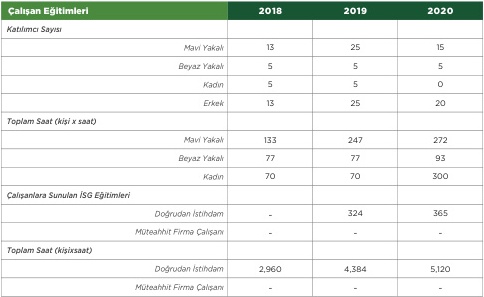 Çalışan Eğitimleri 2018 2019 2020
Katılımcı Sayısı
Mavi Yakalı 13 25 15
Beyaz Yakalı 5 5 5
Kadın 5 5 0
Erkek 13 25 20
Toplam Saat (kişi x saat)
Mavi Yakalı 133 247 272
Beyaz Yakalı 77 77 93
Kadın 70 70 300
Çalışanlara Sunulan İSG Eğitimleri
Doğrudan İstihdam - 324 365
Müteahhit Firma Çalışanı - - -
Toplam Saat (kişixsaat)
Doğrudan İstihdam 2,960 4,384 5,120
Müteahhit Firma Çalışanı - - -